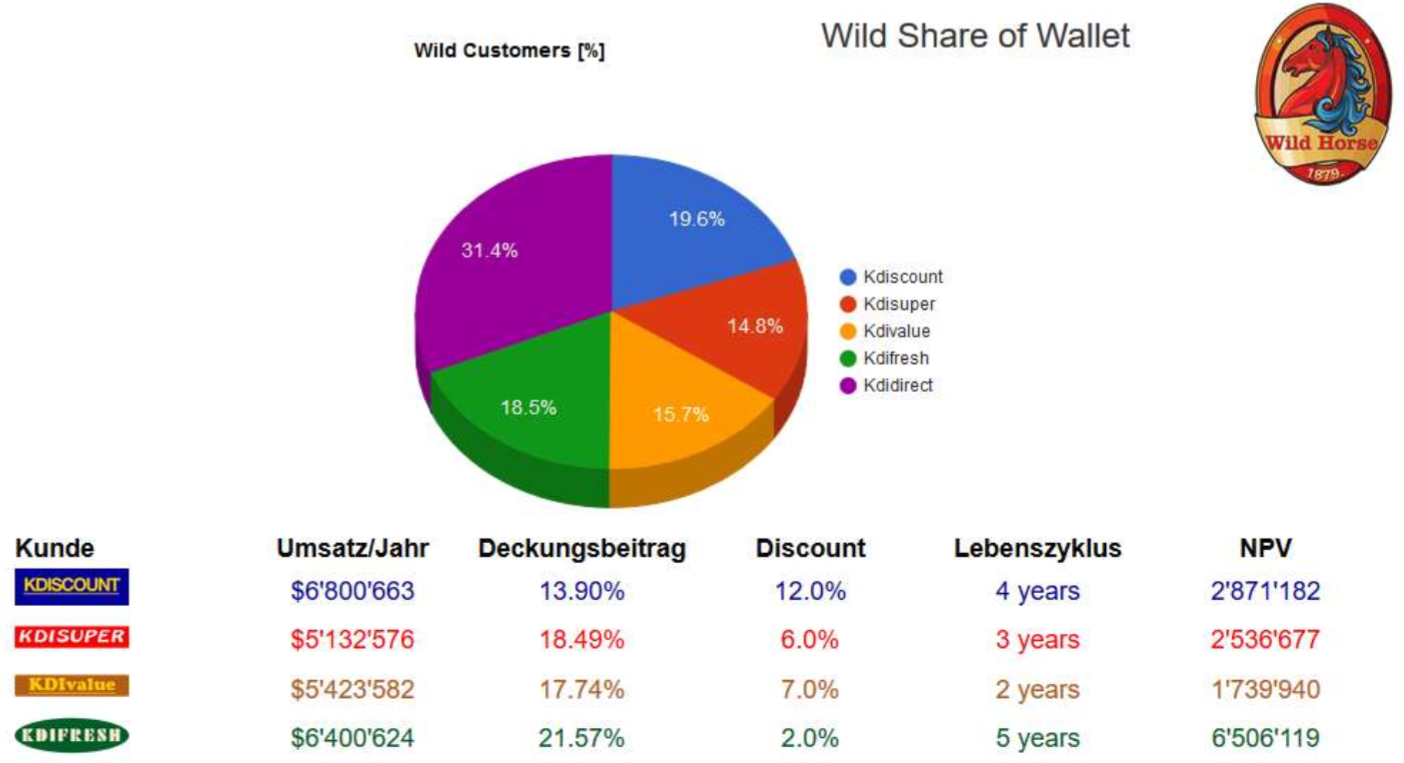 Wild Share of Wallet
Wild Customers [%]
Wild Horse
1879.
19.6%
31.4%
14.8%
18.5%
15.7%
Kdiscount
Kdisuper
Kdivalue
Kdifresh
Kdidirect
Kunde Umsatz/Jahr Deckungsbeitrag Discount Lebenszyklus NPV
KDISCOUNT $6'800'663 13.90% 12.0% 4 years 2'871'182
KDISUPER $5'132'576 18.49% 6.0% 3 years 2'536'677
KDIvalue $5'423'582 17.74% 7.0% 2 years 1'739'940
KDIFRESH $6'400'624 21.57% 2.0% 5 years 6'506'119